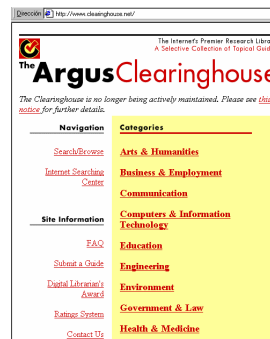 Dirección http://www.clearinghouse.net/
The Internet's Premier Research Libra
A Selective Collection of Topical Guid
The Argus Clearinghouse
The Clearinghouse is no longer being actively maintained. Please see this
notice for further details.
Navigation
Search/Browse
Internet Searching
Center
Site Information
FAQ
Submit a Guide
Digital Librarian's
Award
Ratings System
Contact Us
Categories
Arts & Humanities
Business & Employment
Communication
Computers & Information
Technology
Education
Engineering
Environment
Government & Law
Health & Medicine